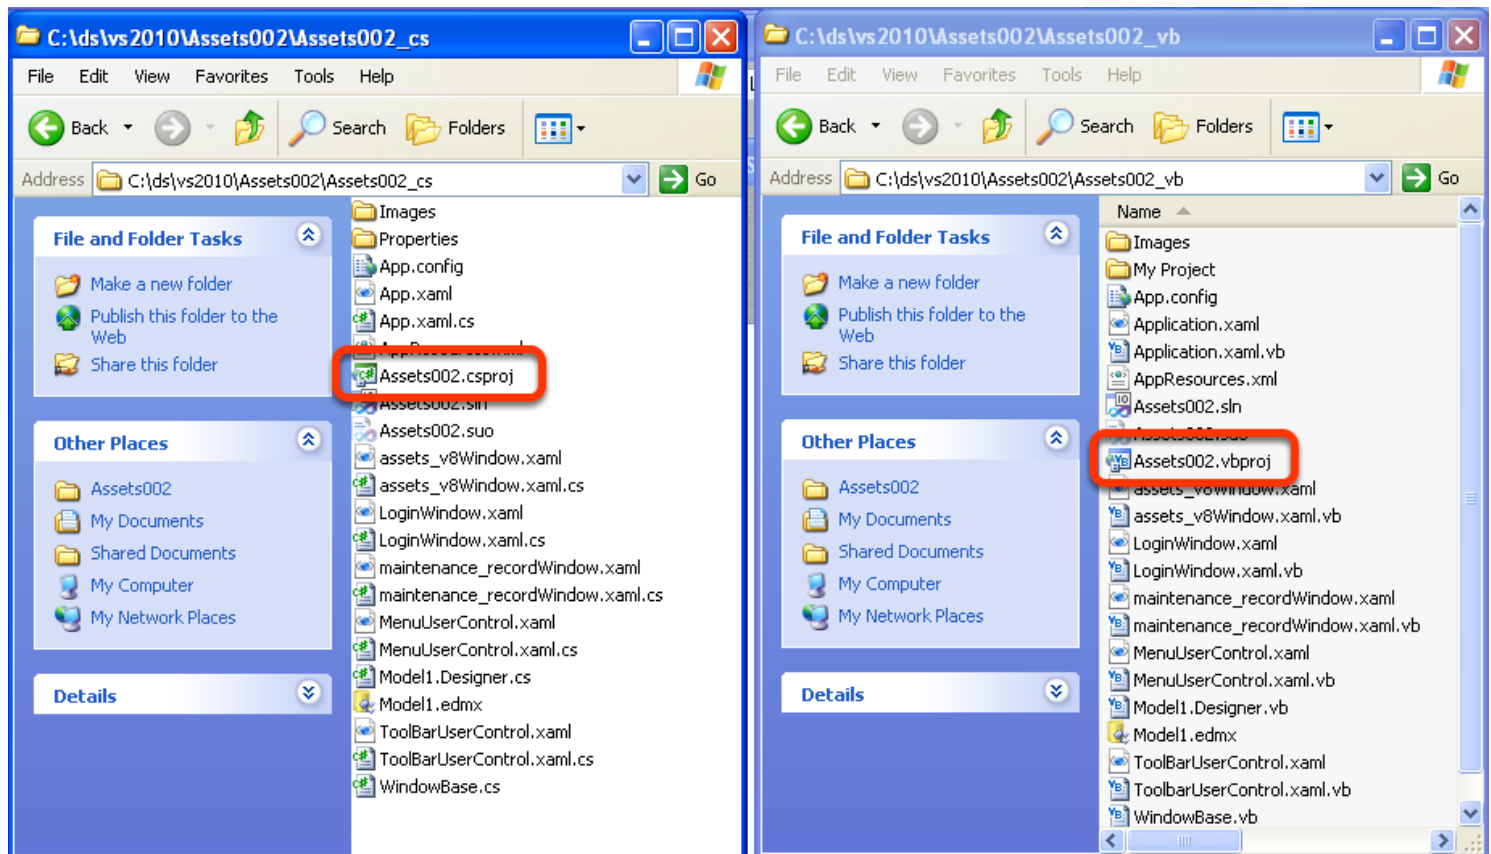 C:\ds\vs2010\Assets002\Assets002_cs
File Edit View Favorites Tools Help
Back Search Folders
Address C:\ds\vs2010\Assets002\Assets002_cs Go
File and Folder Tasks
Make a new folder
Publish this folder to the
Web
Share this folder
Other Places
Assets002
My Documents
Shared Documents
My Computer
My Network Places
Details
Images
Properties
App.config
App.xaml
App.xaml.cs
AppResources.xml
Assets002.csproj
Assets002.sln
Assets002.suo
assets_v8Window.xaml
assets_v8Window.xaml.cs
LoginWindow.xaml
LoginWindow.xaml.cs
maintenance_recordWindow.xaml
maintenance_recordWindow.xaml.cs
MenuUserControl.xaml
MenuUserControl.xaml.cs
Model1.Designer.cs
Model1.edmx
ToolBarUserControl.xaml
ToolBarUserControl.xaml.cs
WindowBase.cs
C:\ds\vs2010\Assets002\Assets002_vb
File Edit View Favorites Tools Help
Back Search Folders
Address C:\ds\vs2010\Assets002\Assets002_vb Go
File and Folder Tasks
Make a new folder
Publish this folder to the
Web
Share this folder
Other Places
Assets002
My Documents
Shared Documents
My Computer
My Network Places
Details
Name
Images
My Project
App.config
Application.xaml
Application.xaml.vb
AppResources.xml
Assets002.sln
Assets002.suo
Assets002.vbproj
assets_v8Window.xaml
assets_v8Window.xaml.vb
LoginWindow.xaml
LoginWindow.xaml.vb
maintenance_recordWindow.xaml
maintenance_recordWindow.xaml.vb
MenuUserControl.xaml
MenuUserControl.xaml.vb
Model1.Designer.vb
Model1.edmx
ToolBarUserControl.xaml
ToolbarUserControl.xaml.vb
WindowBase.vb